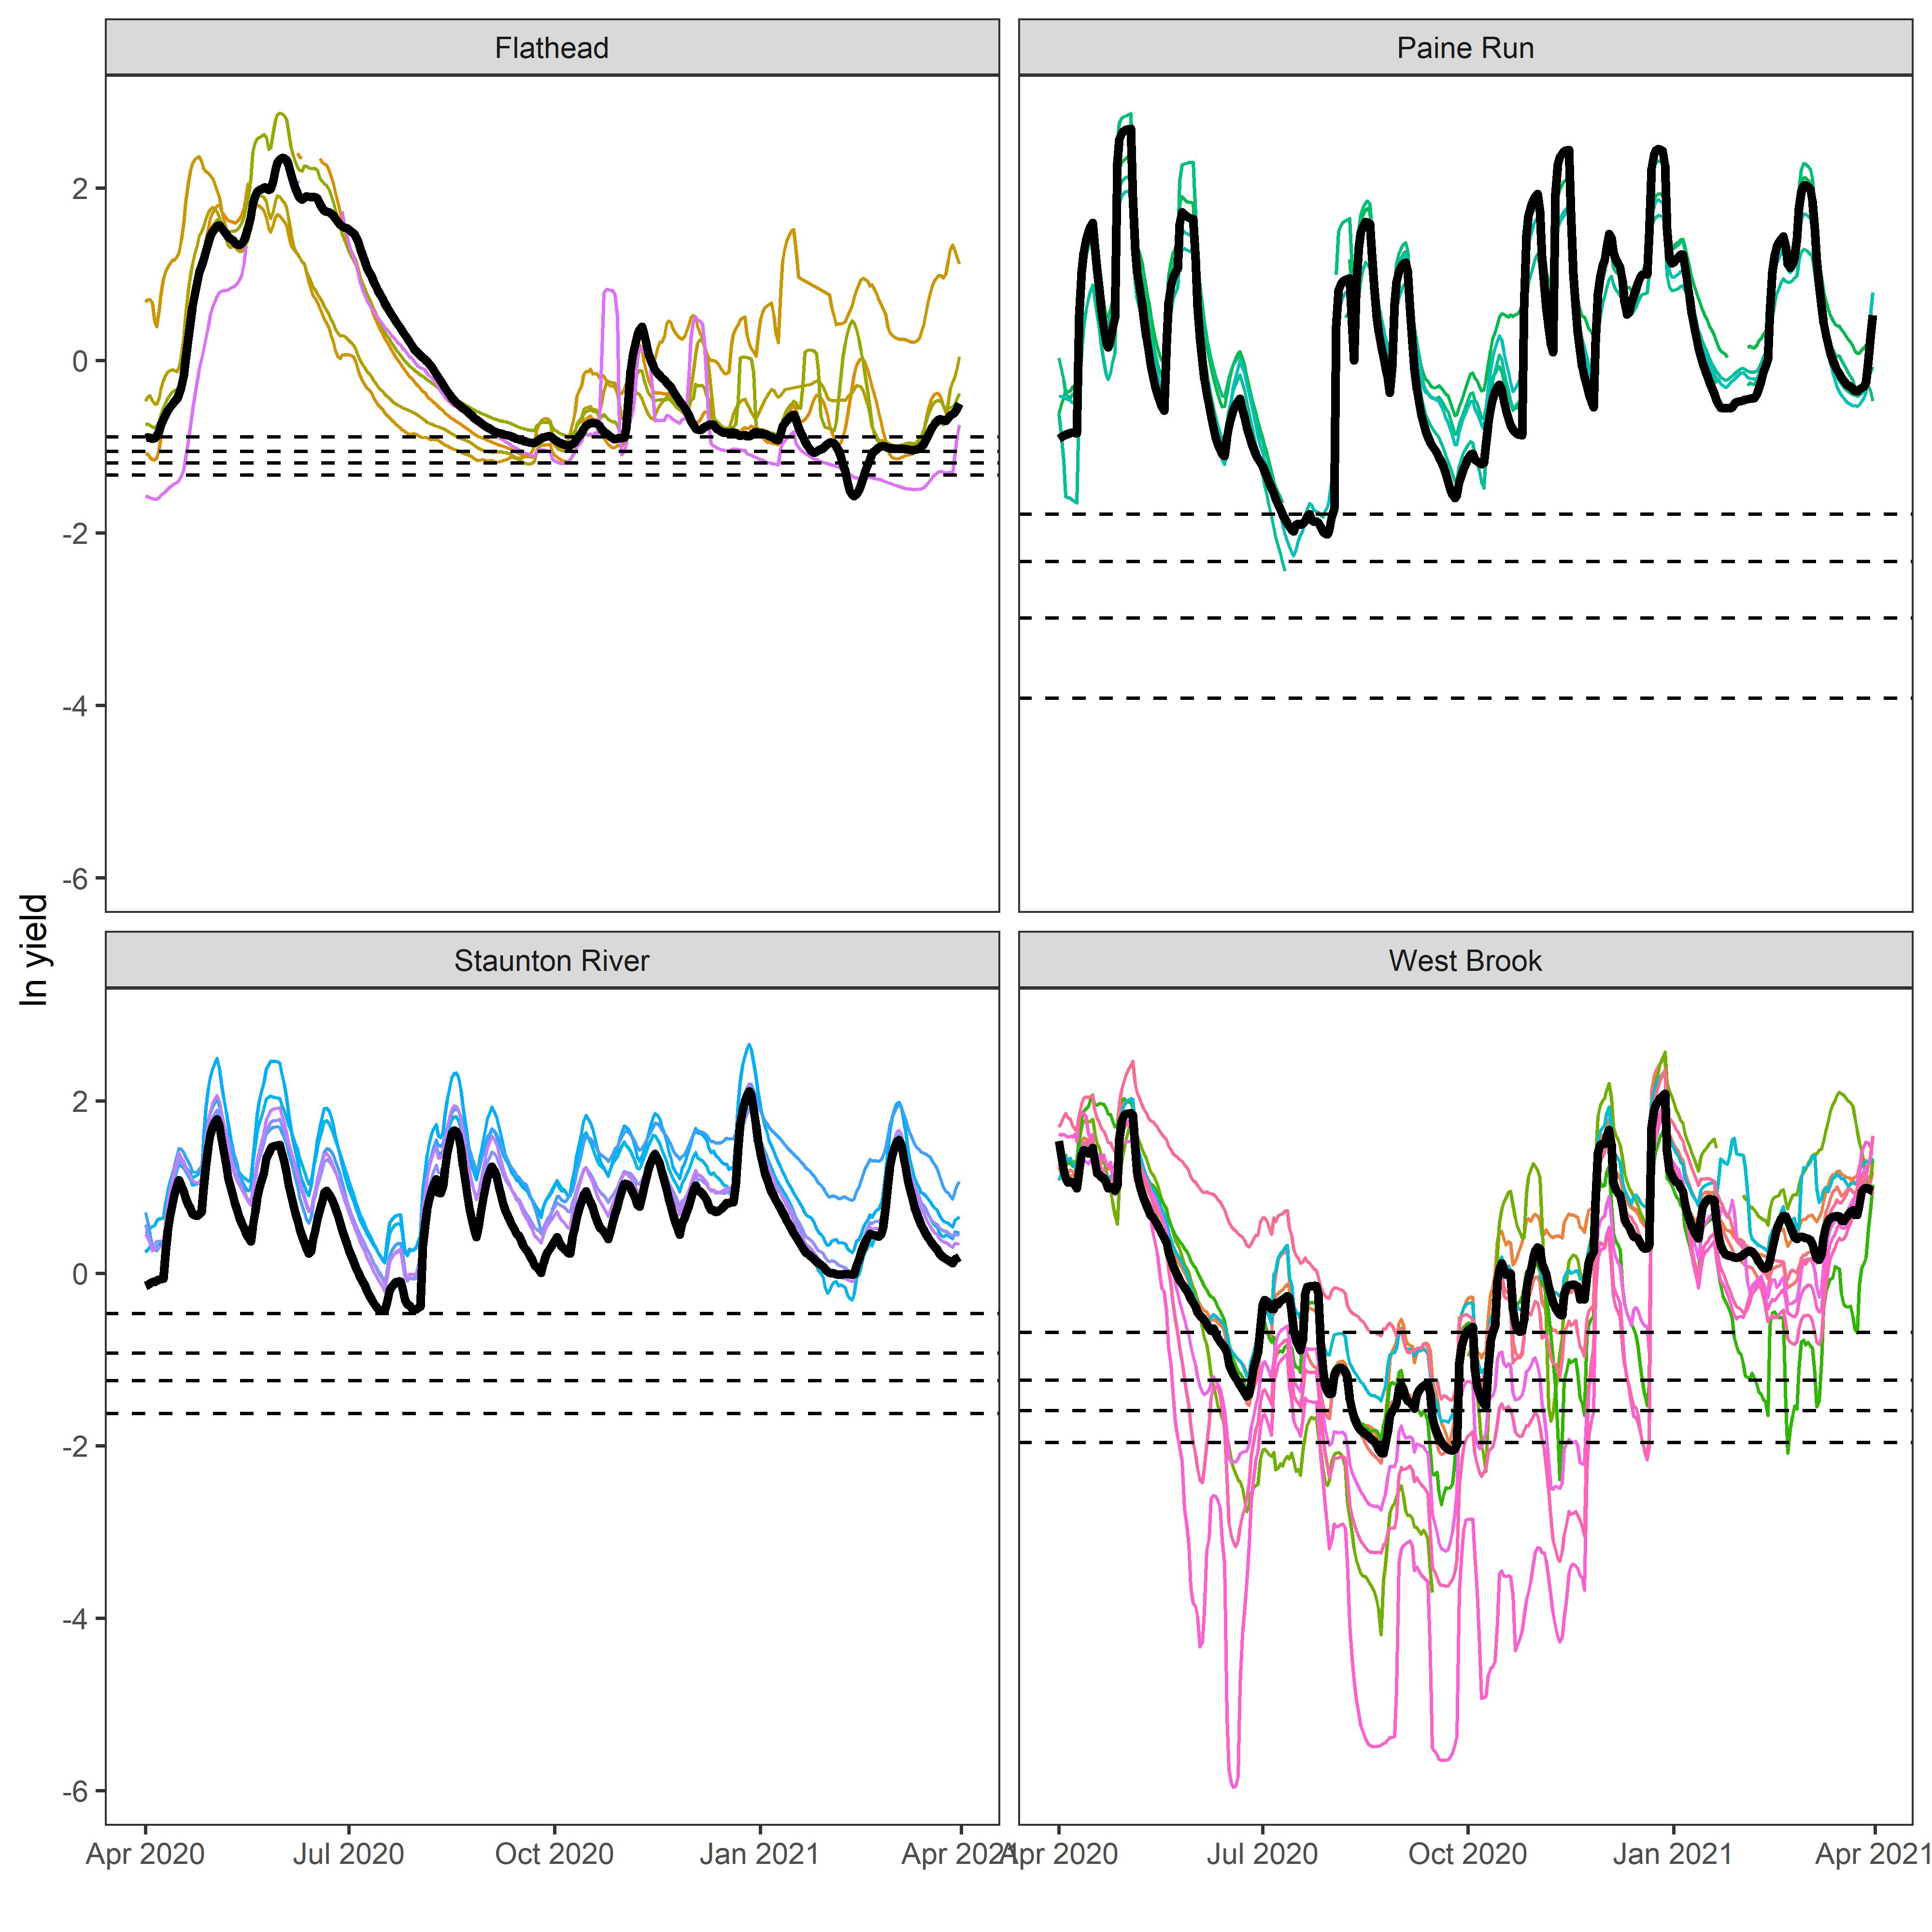 Flathead
Paine Run
2
0
-2
-4
-6
ln yield
Staunton River
West Brook
2
0
-2
-4
-6
Apr 2020
Jul 2020
Oct 2020
Jan 2021
Apr 2021
Apr 2020
Jul 2020
Oct 2020
Jan 2021
Apr 2021